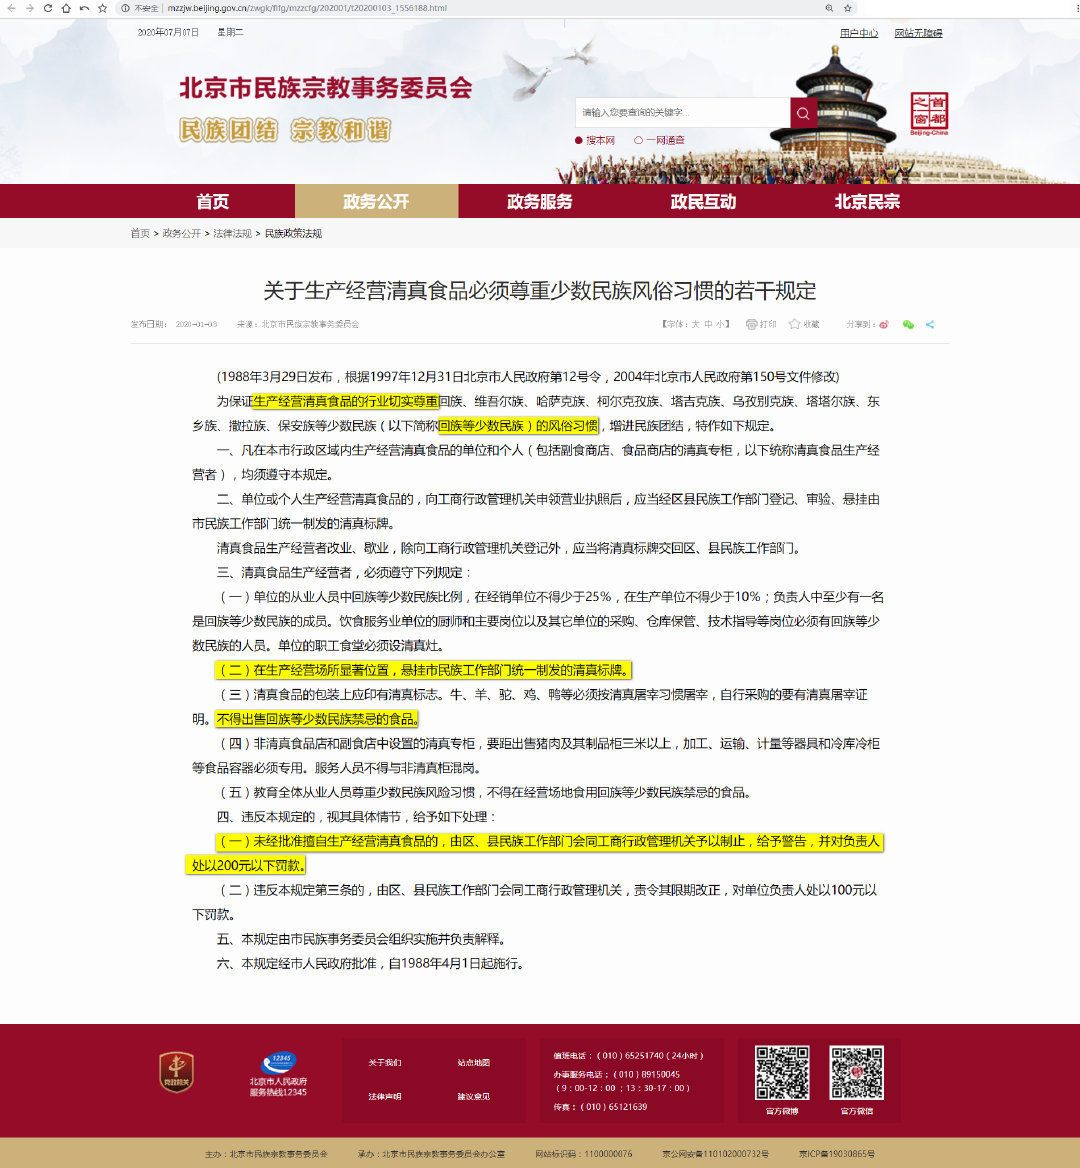 不安全 mzzjw.beijing.gov.cn/zwgk/flfg/mzzcfg/202001/t20200103_1556188.html
2020年07月07日 星期二
用户中心 网站无障碍
北京市民族宗教事务委员会
民族团结 宗教和谐
请输入您要查询的关键字...
搜本网 一网通查
首都之窗
Beijing-China
首页 政务公开 政务服务 政民互动 北京民宗
首页 > 政务公开 > 法律法规 > 民族政策法规
关于生产经营清真食品必须尊重少数民族风俗习惯的若干规定
发布日期： 2020-01-03 来源：北京市民族宗教事务委员会 【字体：大 中 小】 打印 收藏 分享到：
(1988年3月29日发布，根据1997年12月31日北京市人民政府第12号令，2004年北京市人民政府第150号文件修改)
为保证生产经营清真食品的行业切实尊重回族、维吾尔族、哈萨克族、柯尔克孜族、塔吉克族、乌孜别克族、塔塔尔族、东
乡族、撒拉族、保安族等少数民族（以下简称回族等少数民族）的风俗习惯，增进民族团结，特作如下规定。
一、凡在本市行政区域内生产经营清真食品的单位和个人（包括副食商店、食品商店的清真专柜，以下统称清真食品生产经
营者），均须遵守本规定。
二、单位或个人生产经营清真食品的，向工商行政管理机关申领营业执照后，应当经区县民族工作部门登记、审验、悬挂由
市民族工作部门统一制发的清真标牌。
清真食品生产经营者改业、歇业，除向工商行政管理机关登记外，应当将清真标牌交回区、县民族工作部门。
三、清真食品生产经营者，必须遵守下列规定：
（一）单位的从业人员中回族等少数民族比例，在经销单位不得少于25%，在生产单位不得少于10%；负责人中至少有一名
是回族等少数民族的成员。饮食服务业单位的厨师和主要岗位以及其它单位的采购、仓库保管、技术指导等岗位必须有回族等少
数民族的人员。单位的职工食堂必须设清真灶。
（二）在生产经营场所显著位置，悬挂市民族工作部门统一制发的清真标牌。
（三）清真食品的包装上应印有清真标志。牛、羊、驼、鸡、鸭等必须按清真屠宰习惯屠宰，自行采购的要有清真屠宰证
明。不得出售回族等少数民族禁忌的食品。
（四）非清真食品店和副食店中设置的清真专柜，要距出售猪肉及其制品柜三米以上，加工、运输、计量等器具和冷库冷柜
等食品容器必须专用。服务人员不得与非清真柜混岗。
（五）教育全体从业人员尊重少数民族风险习惯，不得在经营场地食用回族等少数民族禁忌的食品。
四、违反本规定的，视其具体情节，给予如下处理：
（一）未经批准擅自生产经营清真食品的，由区、县民族工作部门会同工商行政管理机关予以制止，给予警告，并对负责人
处以200元以下罚款。
（二）违反本规定第三条的，由区、县民族工作部门会同工商行政管理机关，责令其限期改正，对单位负责人处以100元以
下罚款。
五、本规定由市民族事务委员会组织实施并负责解释。
六、本规定经市人民政府批准，自1988年4月1日起施行。
党政机关
12345
北京市人民政府
服务热线12345
关于我们 站点地图
法律声明 建议意见
值班电话：（010）65251740（24小时）
办事服务电话：（010）89150045
（9：00-12：00；13：30-17：00）
传真：（010）65121639
官方微博 官方微信
主办：北京市民族宗教事务委员会 承办：北京市民族宗教事务委员会办公室 网站标识码：1100000076 京公网安备110102000732号 京ICP备19030865号